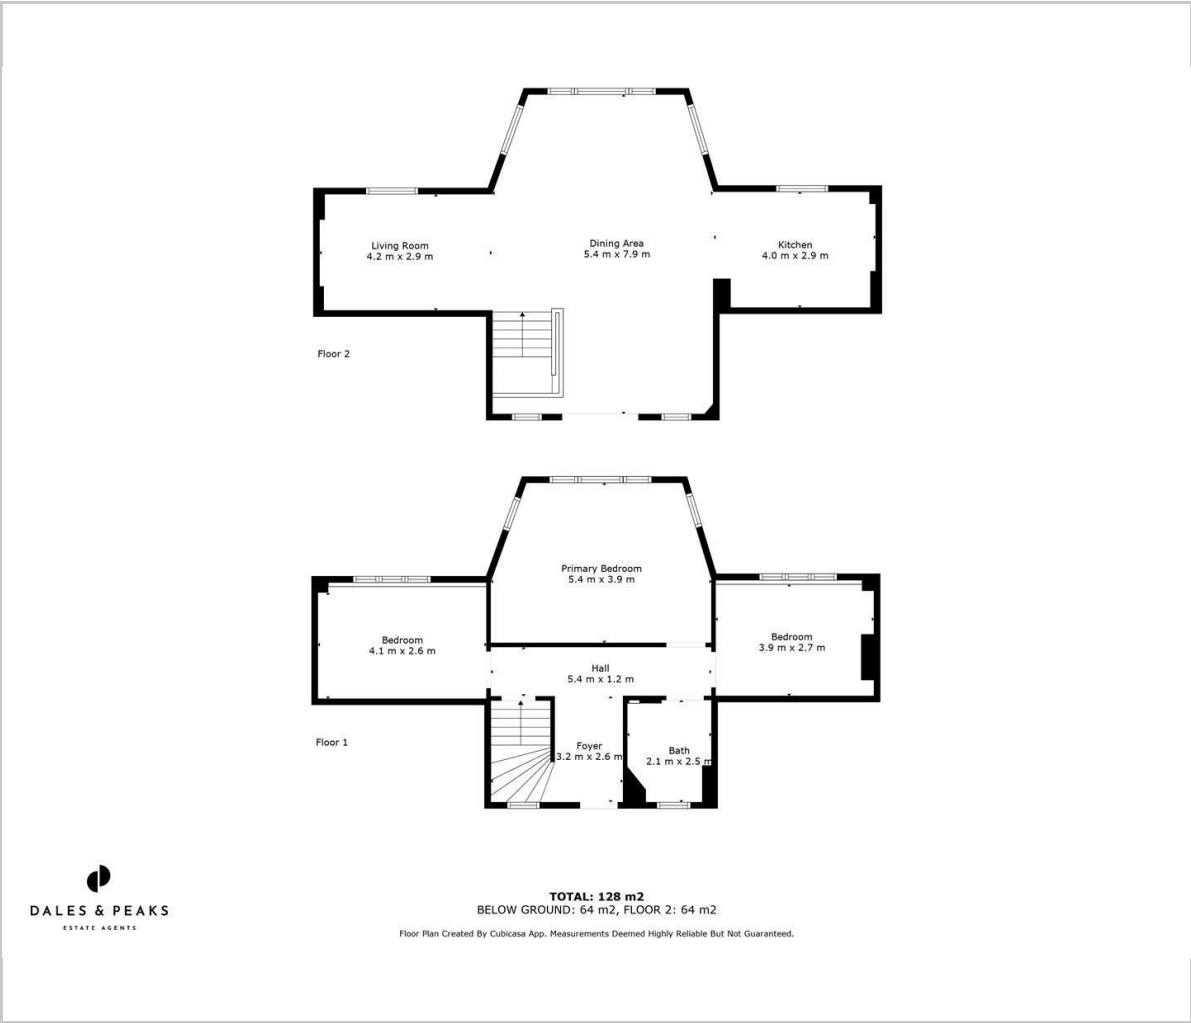 Living Room
4.2 m x 2.9 m
Dining Area
5.4 m x 7.9 m
Kitchen
4.0 m x 2.9 m
Floor 2
Primary Bedroom
5.4 m x 3.9 m
Bedroom
4.1 m x 2.6 m
Bedroom
3.9 m x 2.7 m
Hall
5.4 m x 1.2 m
Floor 1
Foyer
3.2 m x 2.6 m
Bath
2.1 m x 2.5 m
DALES & PEAKS
ESTATE AGENTS
TOTAL: 128 m2
BELOW GROUND: 64 m2, FLOOR 2: 64 m2
Floor Plan Created By Cubicasa App. Measurements Deemed Highly Reliable But Not Guaranteed.